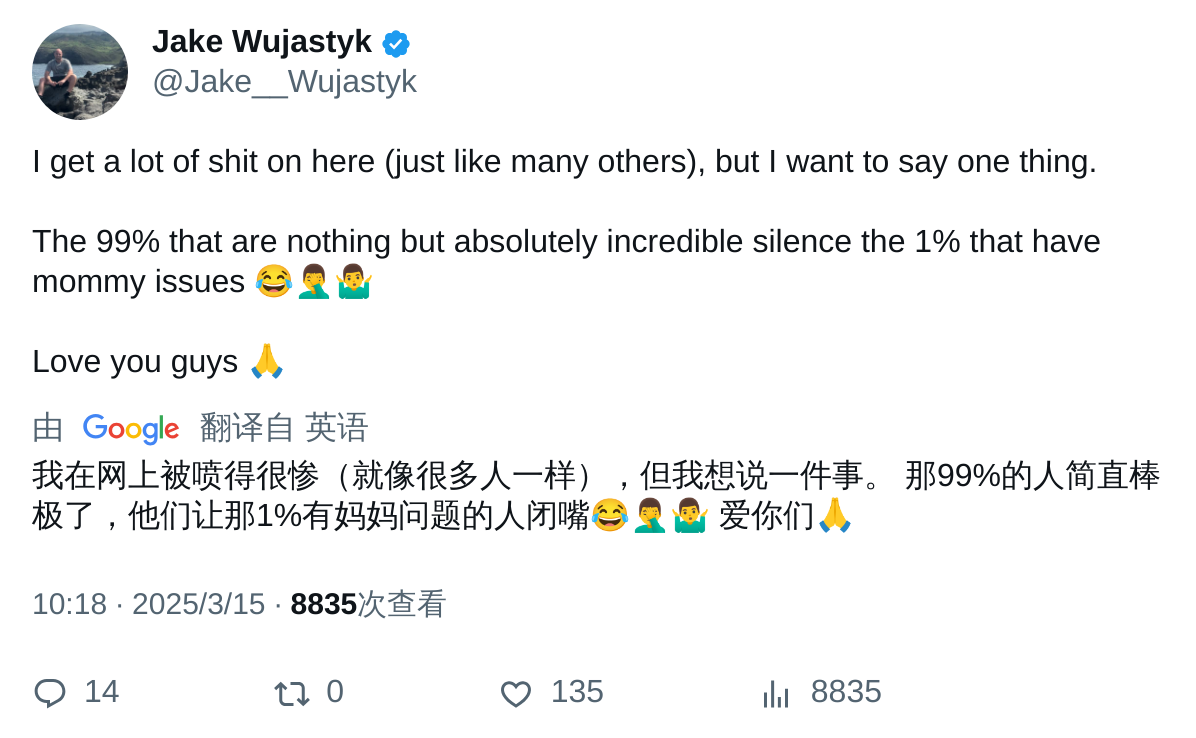 Jake Wujastyk
@Jake__Wujastyk
I get a lot of shit on here (just like many others), but I want to say one thing.
The 99% that are nothing but absolutely incredible silence the 1% that have
mommy issues 😂🤦‍♂️🤷‍♂️
Love you guys 🙏
由 Google 翻译自 英语
我在网上被喷得很惨（就像很多人一样），但我想说一件事。 那99%的人简直棒
极了，他们让那1%有妈妈问题的人闭嘴😂🤦‍♂️🤷‍♂️ 爱你们🙏
10:18 · 2025/3/15 · 8835次查看
14 0 135 8835